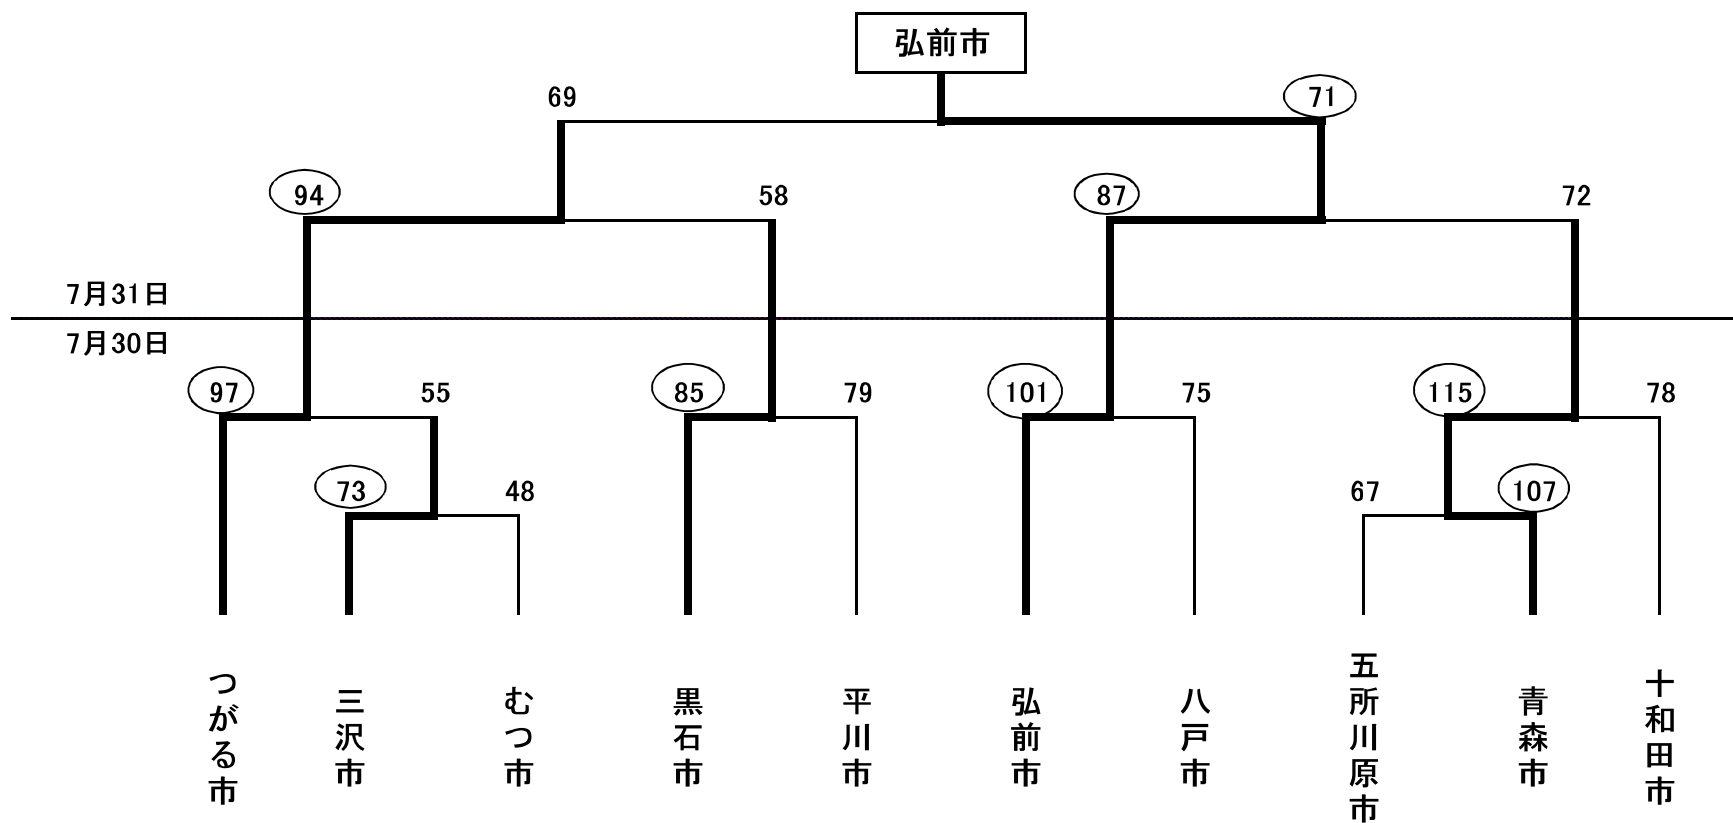 弘前市
69
71
94
58
87
72
7月31日
7月30日
97
55
85
79
101
75
115
78
73
48
67
107
つがる市
三沢市
むつ市
黒石市
平川市
弘前市
八戸市
五所川原市
青森市
十和田市